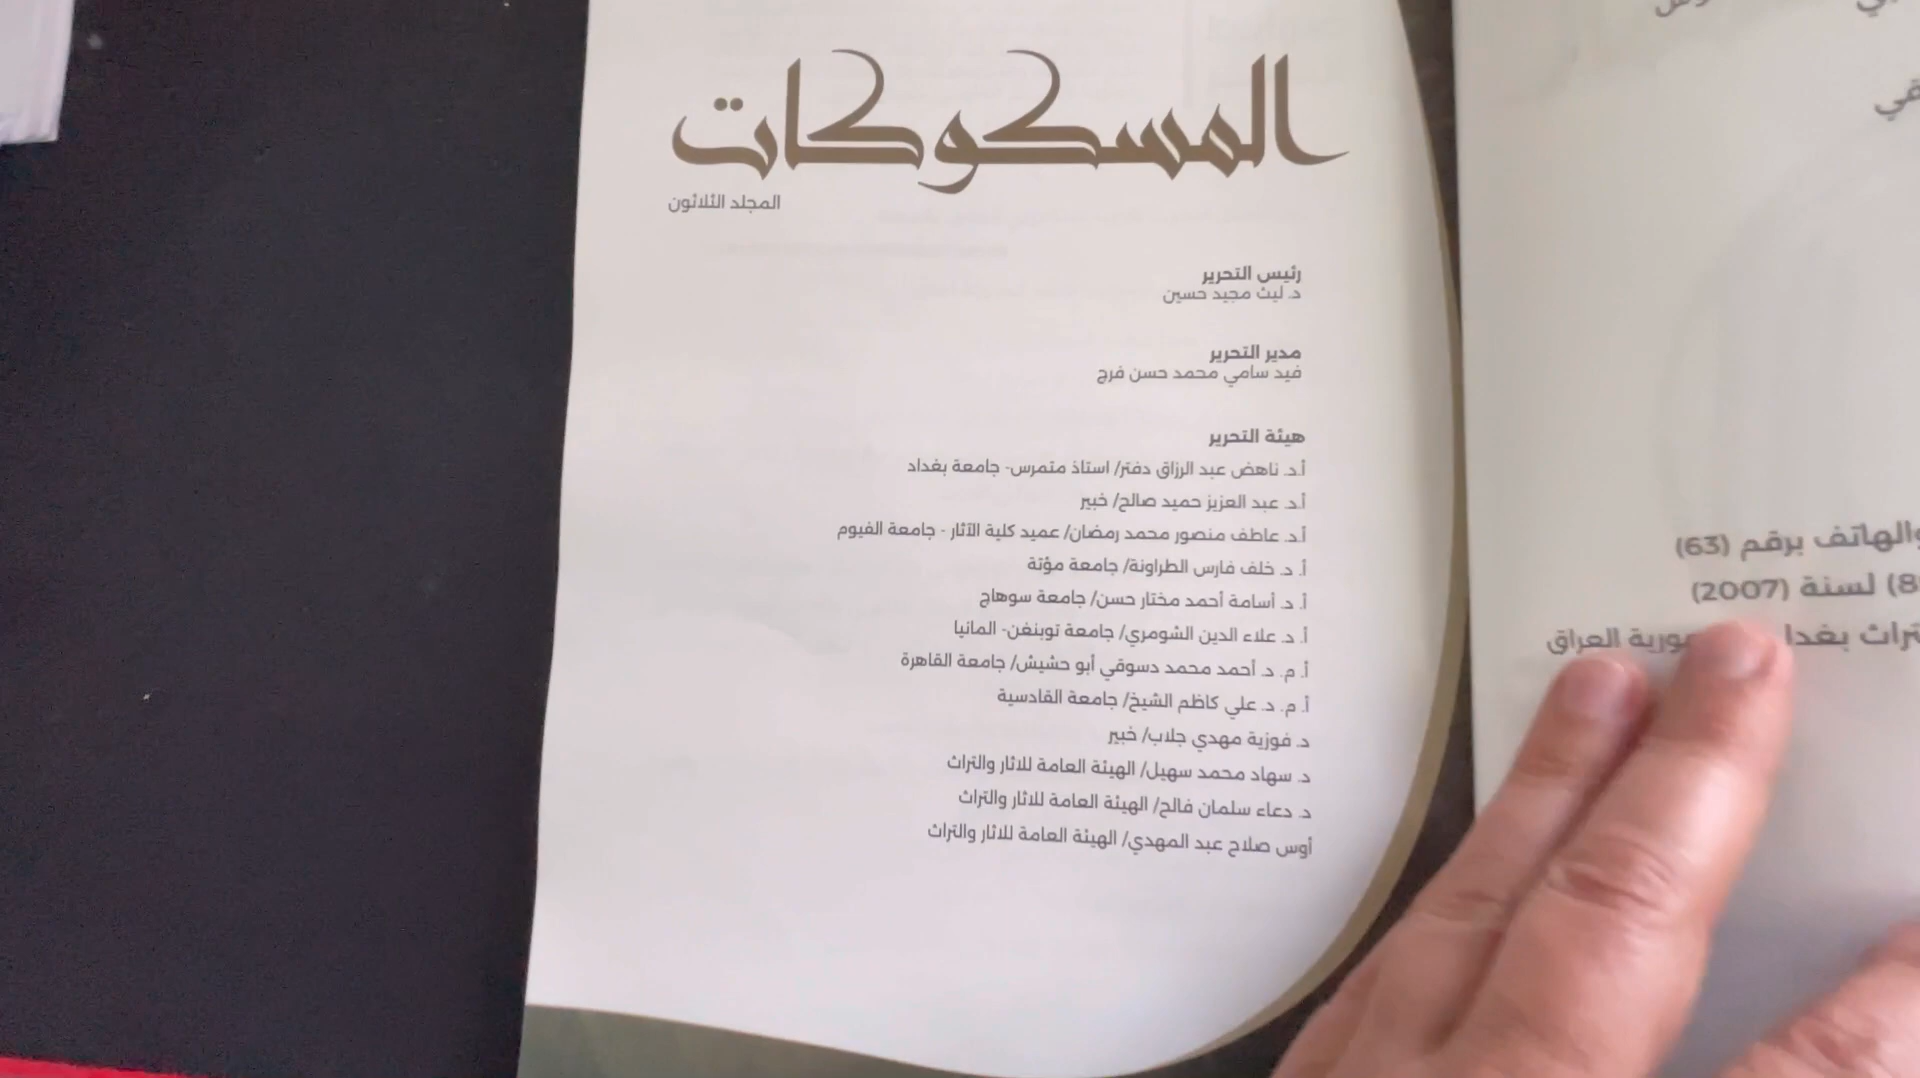 المسكوكات
المجلد الثلاثون
رئيس التحرير
د. ليث مجيد حسين
مدير التحرير
فيد سامي محمد حسن فرج
هيئة التحرير
أ.د. ناهض عبد الرزاق دفتر/ استاذ متمرس- جامعة بغداد
أ.د. عبد العزيز حميد صالح/ خبير
أ.د. عاطف منصور محمد رمضان/ عميد كلية الآثار - جامعة الفيوم
أ. د. خلف فارس الطراونة/ جامعة مؤتة
أ. د. أسامة أحمد مختار حسن/ جامعة سوهاج
أ. د. علاء الدين الشومري/ جامعة توبنغن- المانيا
أ. م. د. أحمد محمد دسوقي أبو حشيش/ جامعة القاهرة
أ. م. د. علي كاظم الشيخ/ جامعة القادسية
د. فوزية مهدي جلاب/ خبير
د. سهاد محمد سهيل/ الهيئة العامة للاثار والتراث
د. دعاء سلمان فالح/ الهيئة العامة للاثار والتراث
أوس صلاح عبد المهدي/ الهيئة العامة للاثار والتراث
والهاتف برقم (63)
لسنة (2007)
العراق